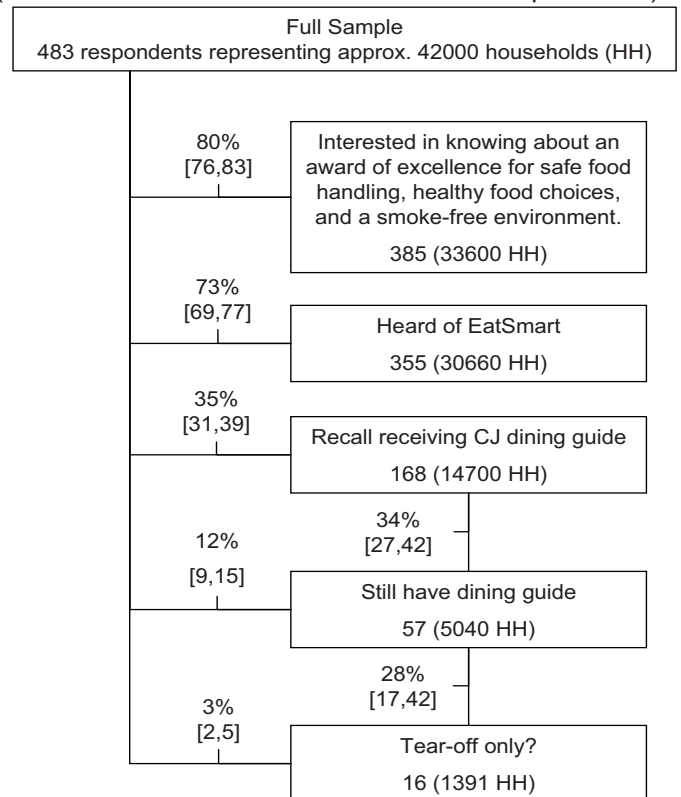 Full Sample
483 respondents representing approx. 42000 households (HH)
80%
[76,83]
Interested in knowing about an
award of excellence for safe food
handling, healthy food choices,
and a smoke-free environment.
385 (33600 HH)
73%
[69,77]
Heard of EatSmart
355 (30660 HH)
35%
[31,39]
Recall receiving CJ dining guide
168 (14700 HH)
34%
[27,42]
12%
[9,15]
Still have dining guide
57 (5040 HH)
28%
[17,42]
3%
[2,5]
Tear-off only?
16 (1391 HH)